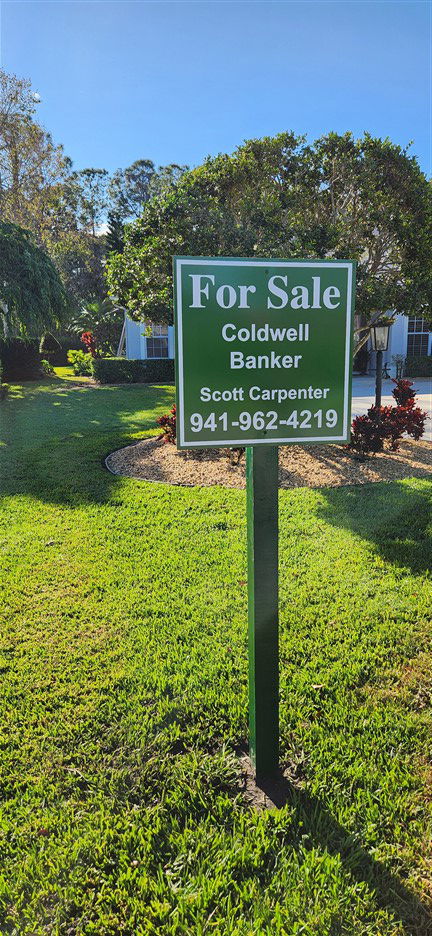 For Sale
Coldwell
Banker
Scott Carpenter
941-962-4219